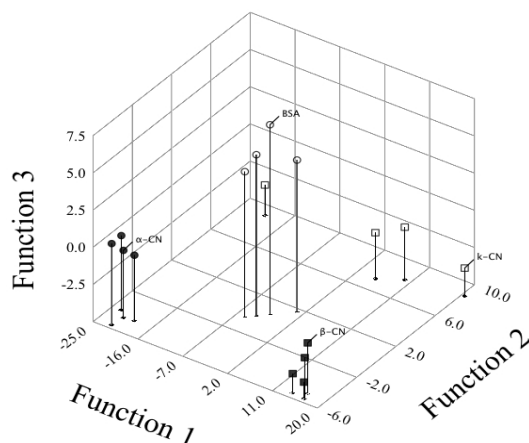 BSA
7.5
5.0
2.5
0.0
-2.5
Function 3
α-CN
k-CN
β-CN
-25.0
-16.0
-7.0
2.0
11.0
20.0
Function 1
-6.0
-2.0
2.0
6.0
10.0
Function 2